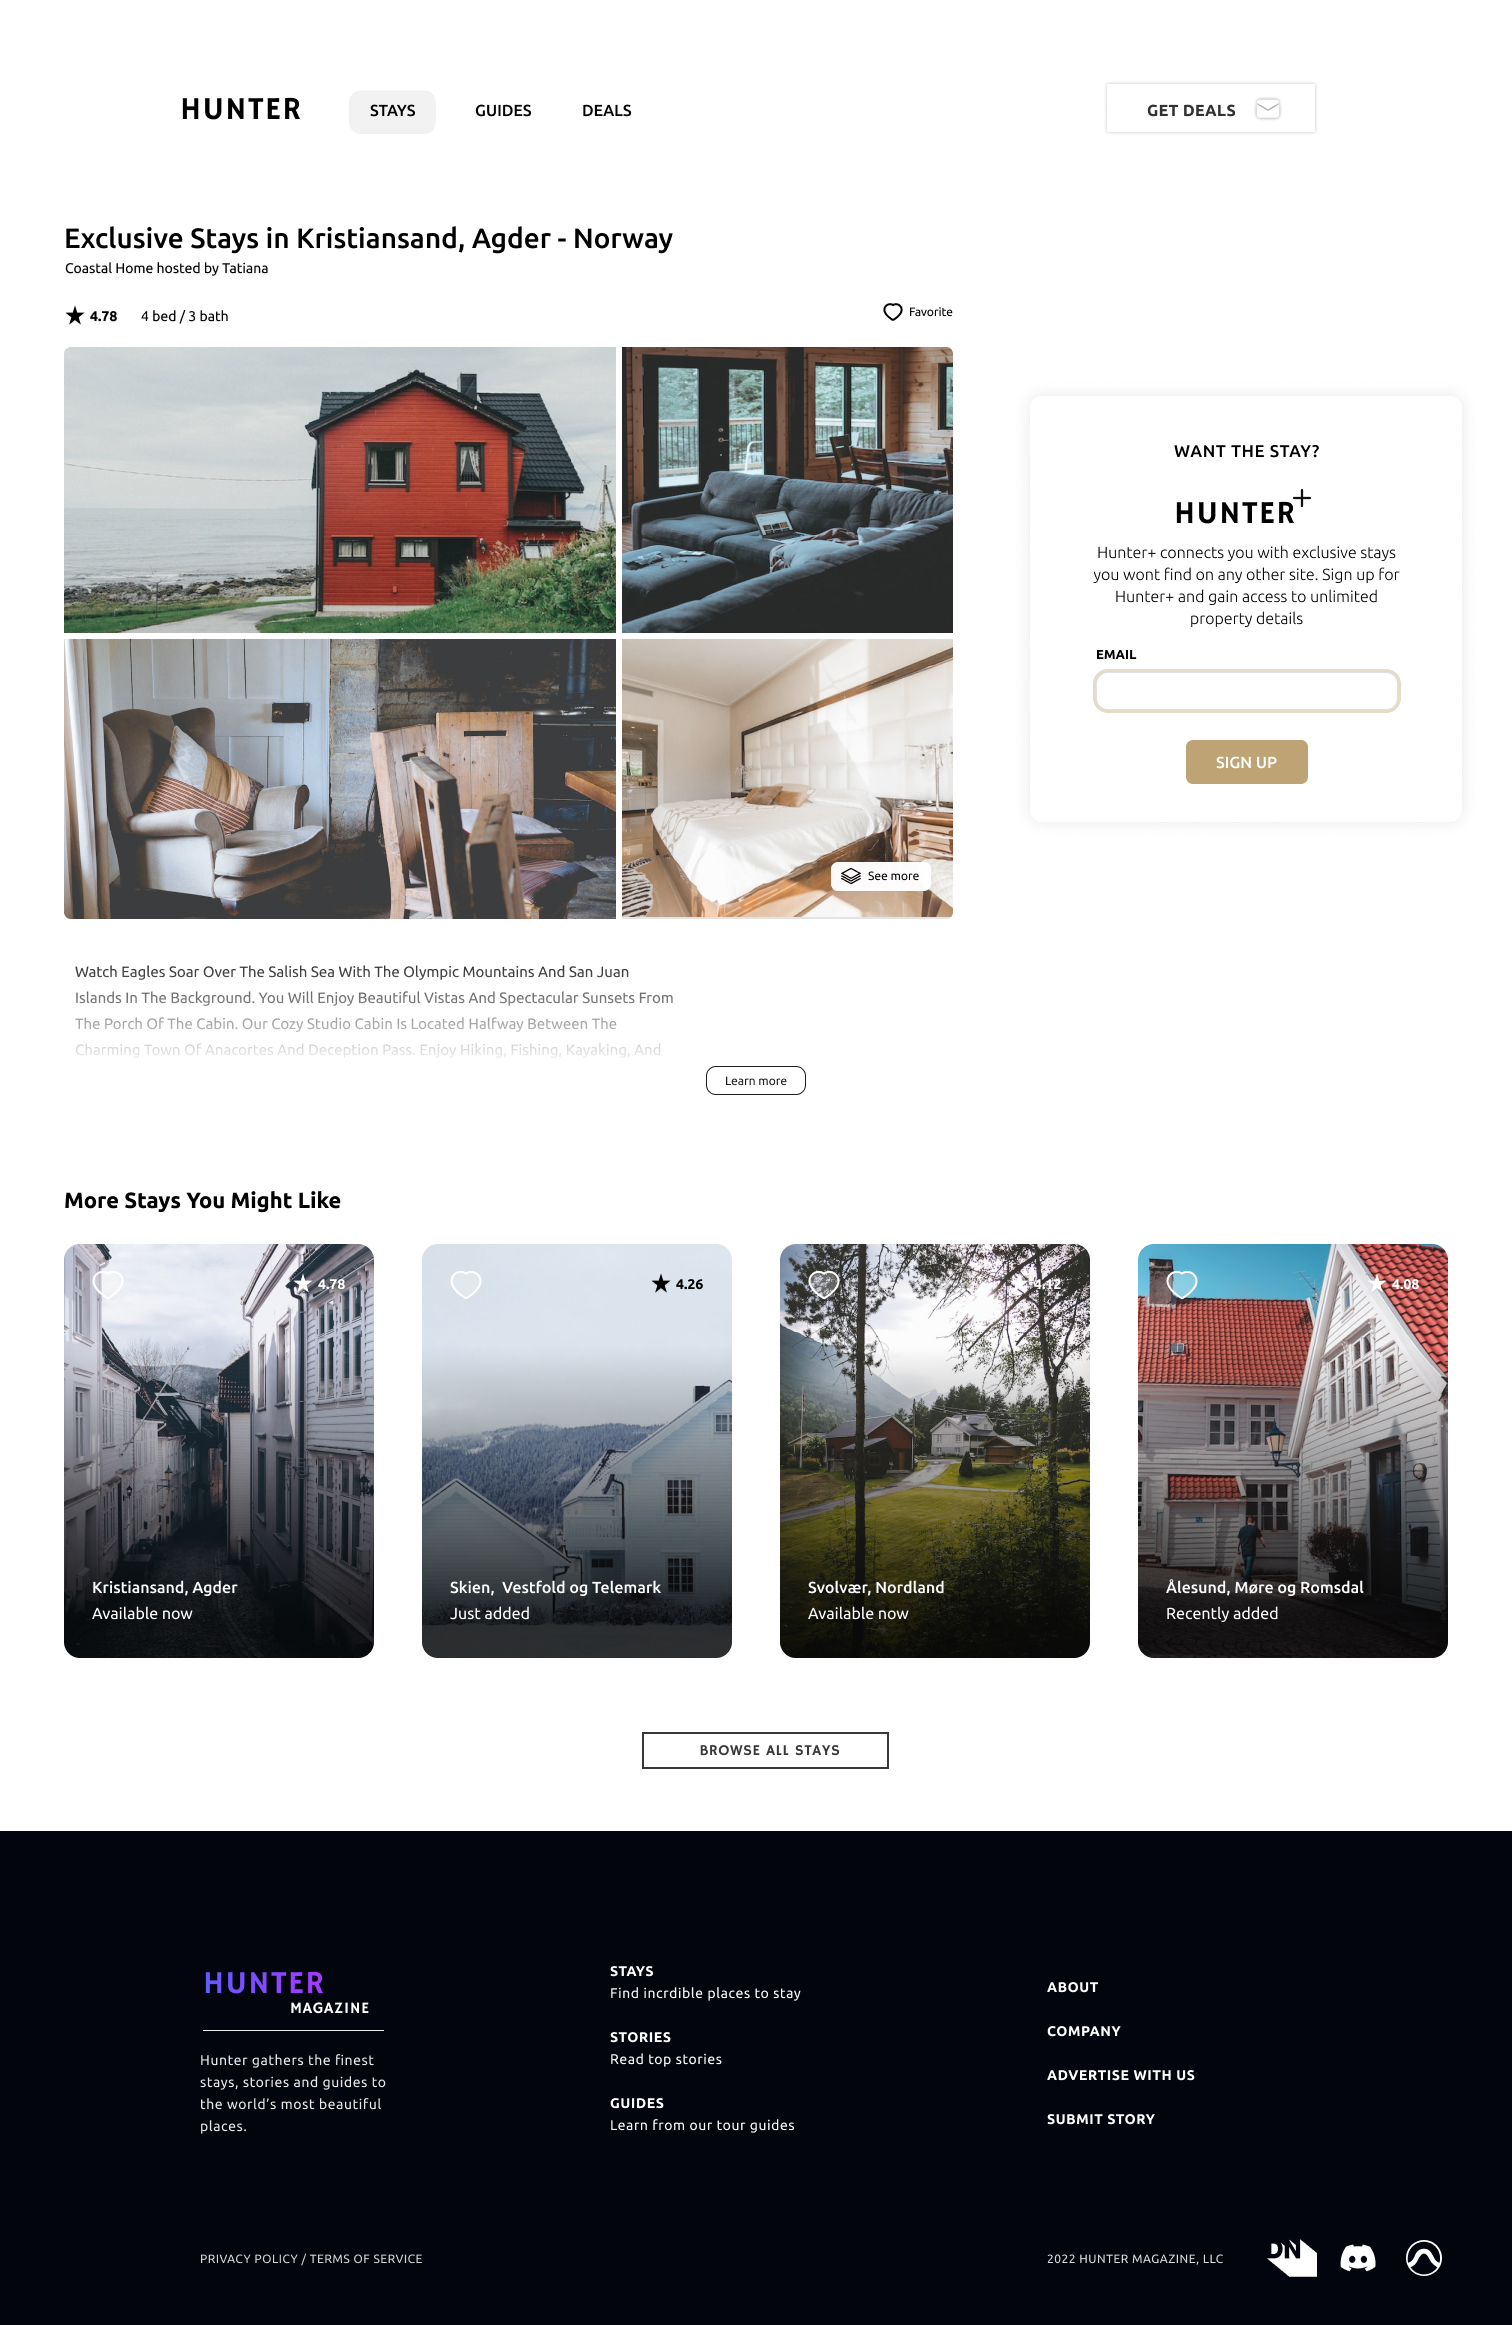 HUNTER
STAYS
GUIDES
DEALS
GET DEALS
Exclusive Stays in Kristiansand, Agder - Norway
Coastal Home hosted by Tatiana
4.78
4 bed / 3 bath
Favorite
See more
WANT THE STAY?
HUNTER+
Hunter+ connects you with exclusive stays
you wont find on any other site. Sign up for
Hunter+ and gain access to unlimited
property details
EMAIL
SIGN UP
Watch Eagles Soar Over The Salish Sea With The Olympic Mountains And San Juan
Islands In The Background. You Will Enjoy Beautiful Vistas And Spectacular Sunsets From
The Porch Of The Cabin. Our Cozy Studio Cabin Is Located Halfway Between The
Charming Town Of Anacortes And Deception Pass. Enjoy Hiking, Fishing, Kayaking, And
Learn more
More Stays You Might Like
4.78
Kristiansand, Agder
Available now
4.26
Skien, Vestfold og Telemark
Just added
4.12
Svolvær, Nordland
Available now
4.08
Ålesund, Møre og Romsdal
Recently added
BROWSE ALL STAYS
HUNTER
MAGAZINE
Hunter gathers the finest
stays, stories and guides to
the world's most beautiful
places.
STAYS
Find incrdible places to stay
STORIES
Read top stories
GUIDES
Learn from our tour guides
ABOUT
COMPANY
ADVERTISE WITH US
SUBMIT STORY
PRIVACY POLICY / TERMS OF SERVICE
2022 HUNTER MAGAZINE, LLC
DN